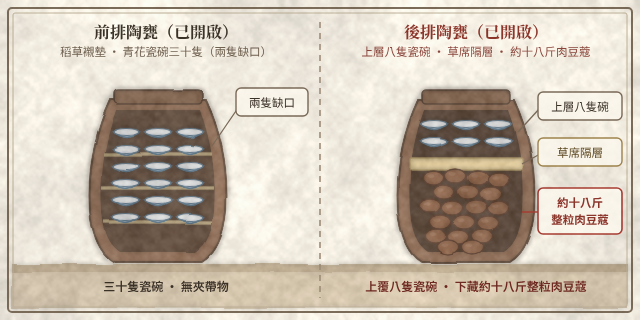 前排陶甕（已開啟）
稻草襯墊 · 青花瓷碗三十隻（兩隻缺口）
兩隻缺口
三十隻瓷碗 · 無夾帶物
後排陶甕（已開啟）
上層八隻瓷碗 · 草席隔層 · 約十八斤肉豆蔻
上層八隻瓷碗
草席隔層
約十八斤
整粒肉豆蔻
上覆八隻瓷碗 · 下藏約十八斤整粒肉豆蔻